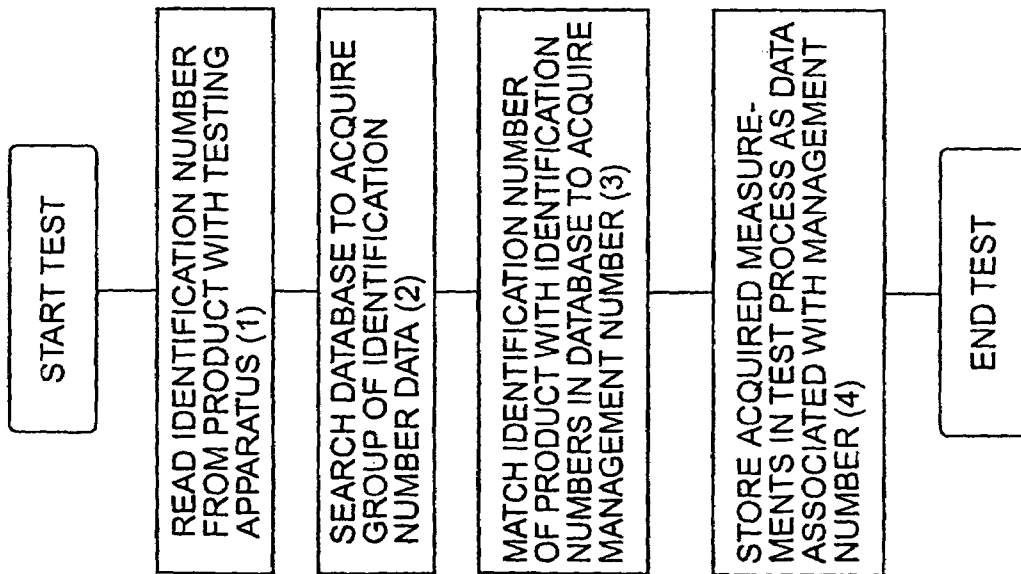 START TEST
READ IDENTIFICATION NUMBER
FROM PRODUCT WITH TESTING
APPARATUS (1)
SEARCH DATABASE TO ACQUIRE
GROUP OF IDENTIFICATION
NUMBER DATA (2)
MATCH IDENTIFICATION NUMBER
OF PRODUCT WITH IDENTIFICATION
NUMBERS IN DATABASE TO ACQUIRE
MANAGEMENT NUMBER (3)
STORE ACQUIRED MEASURE-
MENTS IN TEST PROCESS AS DATA
ASSOCIATED WITH MANAGEMENT
NUMBER (4)
END TEST